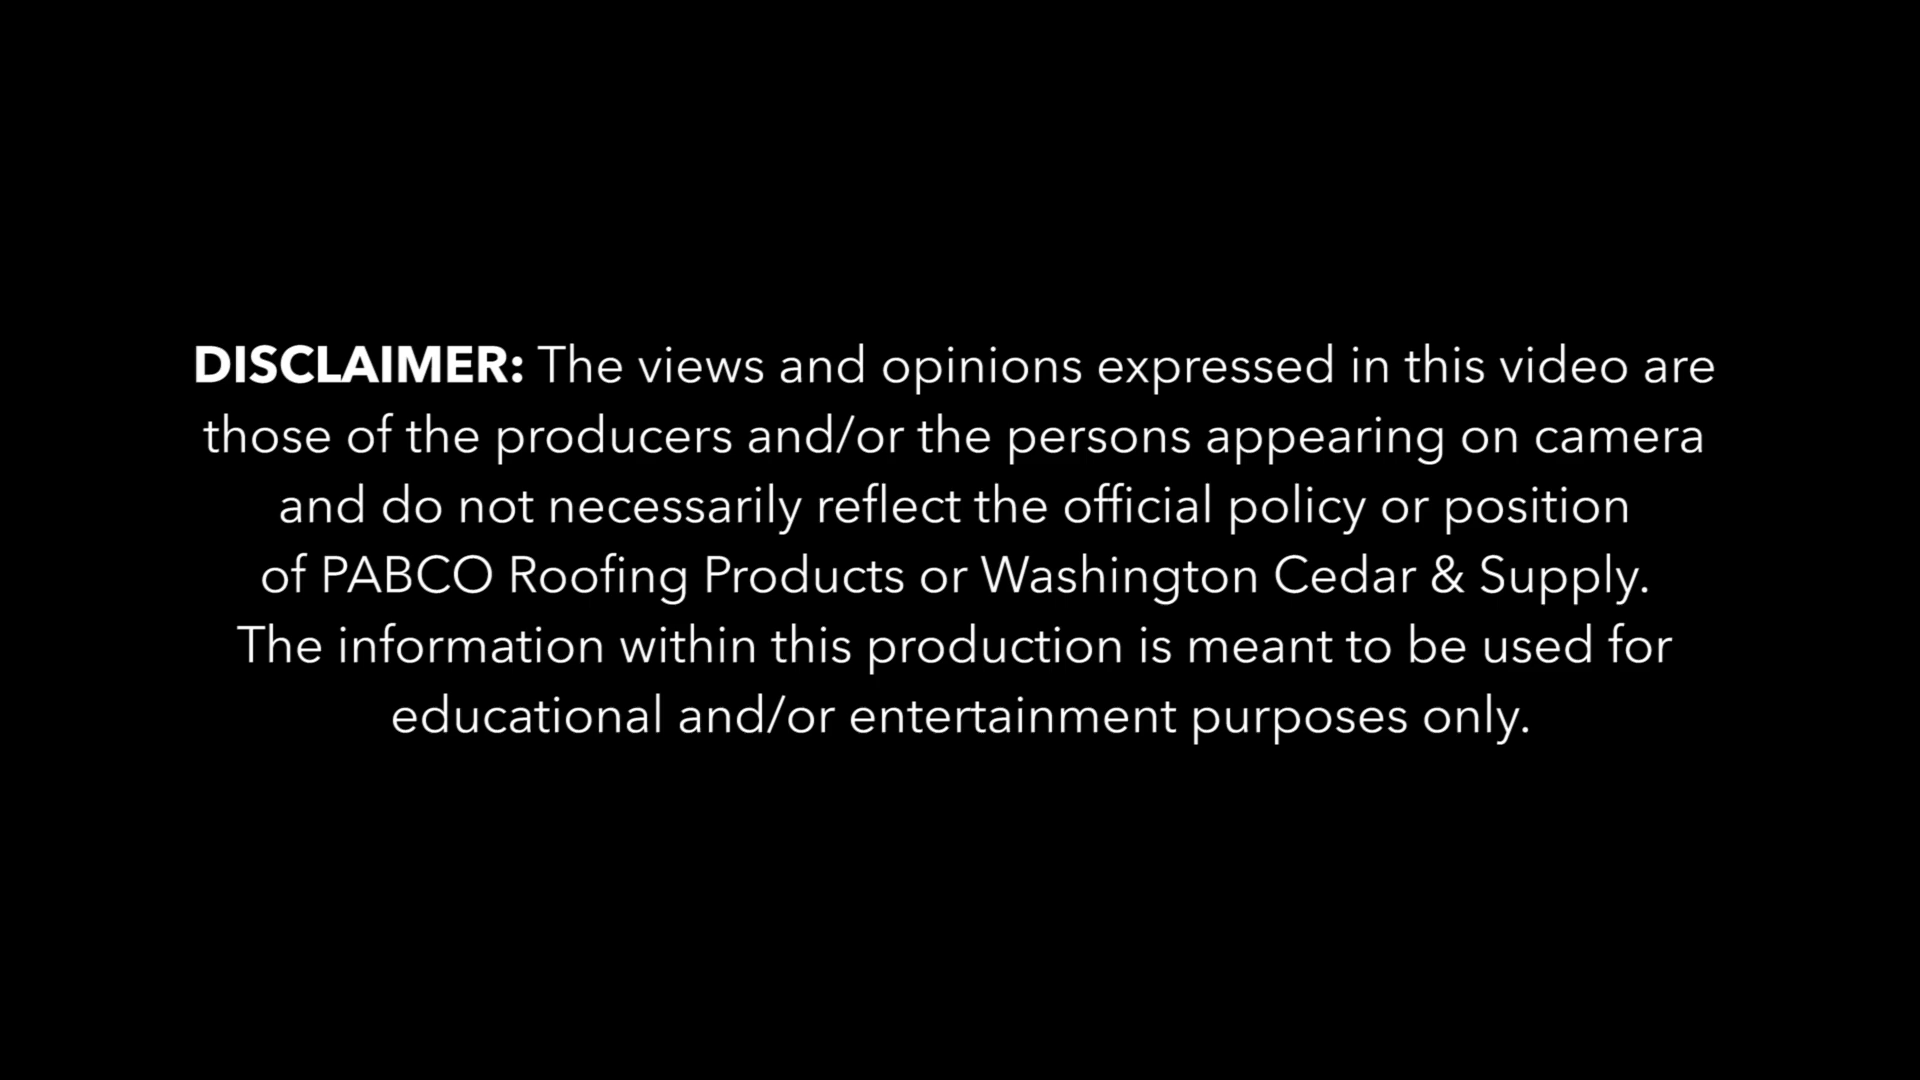 DISCLAIMER: The views and opinions expressed in this video are
those of the producers and/or the persons appearing on camera
and do not necessarily reflect the official policy or position
of PABCO Roofing Products or Washington Cedar & Supply.
The information within this production is meant to be used for
educational and/or entertainment purposes only.